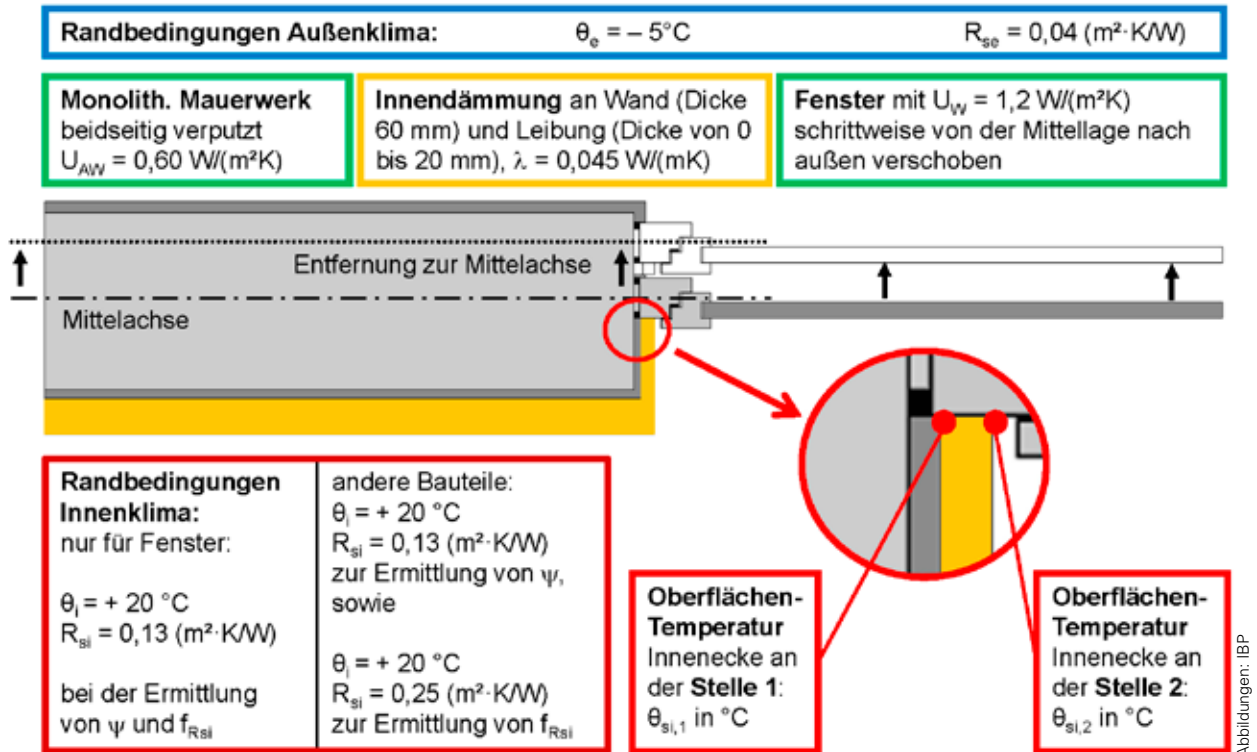 Randbedingungen Außenklima: θe = – 5°C Rse = 0,04 (m²·K/W)
Monolith. Mauerwerk
beidseitig verputzt
UAW = 0,60 W/(m²K)
Innendämmung an Wand (Dicke
60 mm) und Leibung (Dicke von 0
bis 20 mm), λ = 0,045 W/(mK)
Fenster mit UW = 1,2 W/(m²K)
schrittweise von der Mittellage nach
außen verschoben
Entfernung zur Mittelachse
Mittelachse
Randbedingungen
Innenklima:
nur für Fenster:
θi = + 20 °C
Rsi = 0,13 (m²·K/W)
bei der Ermittlung
von ψ und fRsi
andere Bauteile:
θi = + 20 °C
Rsi = 0,13 (m²·K/W)
zur Ermittlung von ψ,
sowie
θi = + 20 °C
Rsi = 0,25 (m²·K/W)
zur Ermittlung von fRsi
Oberflächen-
Temperatur
Innenecke an
der Stelle 1:
θsi,1 in °C
Oberflächen-
Temperatur
Innenecke an
der Stelle 2:
θsi,2 in °C
Abbildungen: IBP